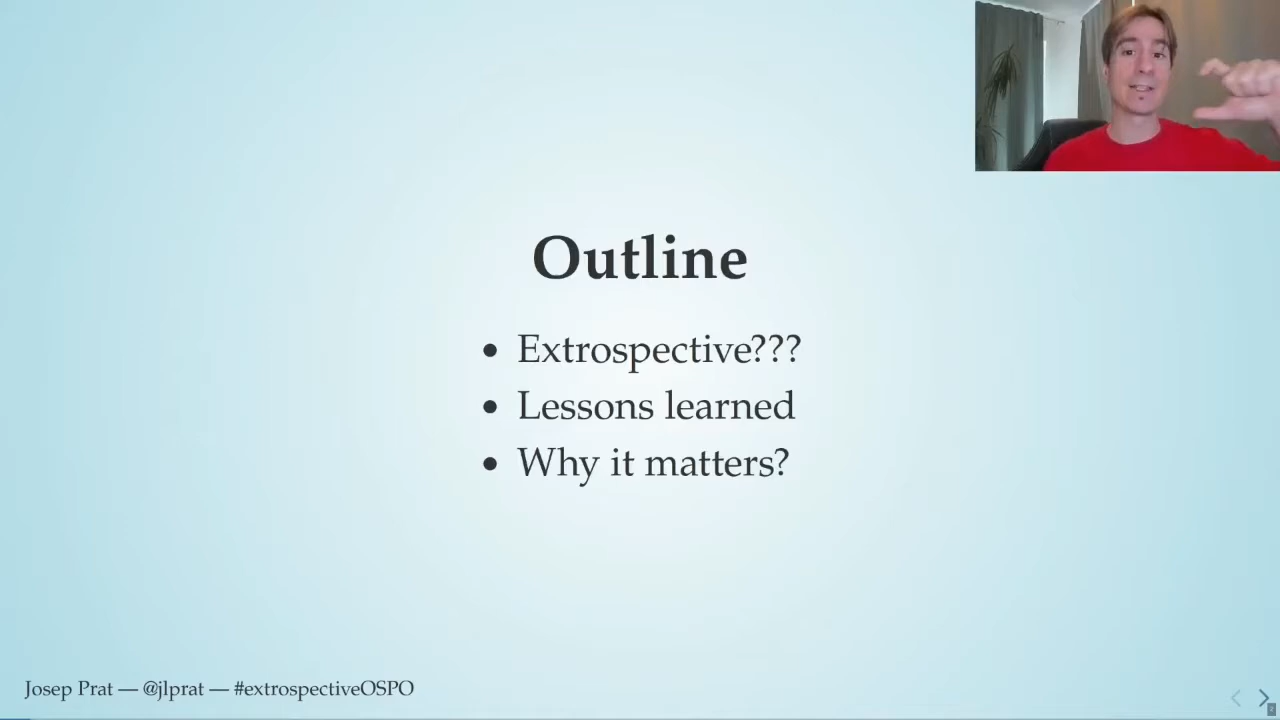 Outline
• Extrospective???
• Lessons learned
• Why it matters?
Josep Prat — @jlprat — #extrospectiveOSPO